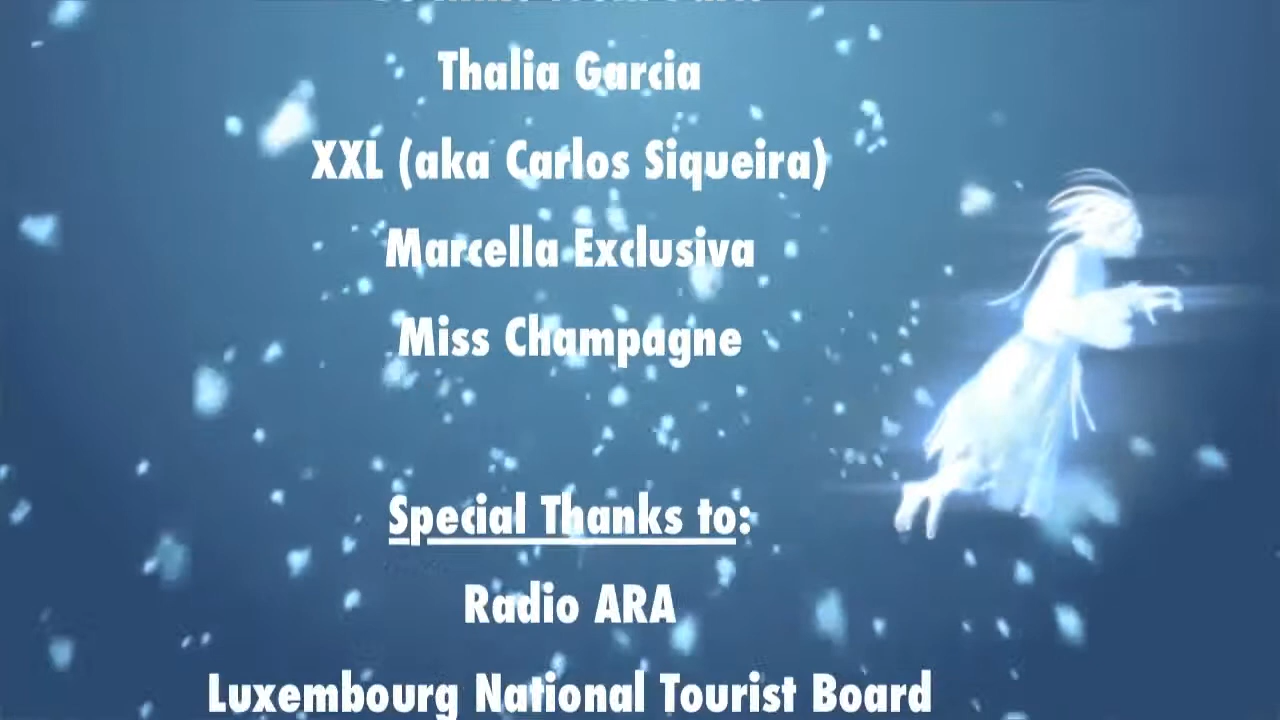 Thalia Garcia
XXL (aka Carlos Siqueira)
Marcella Exclusiva
Miss Champagne
Special Thanks to:
Radio ARA
Luxembourg National Tourist Board